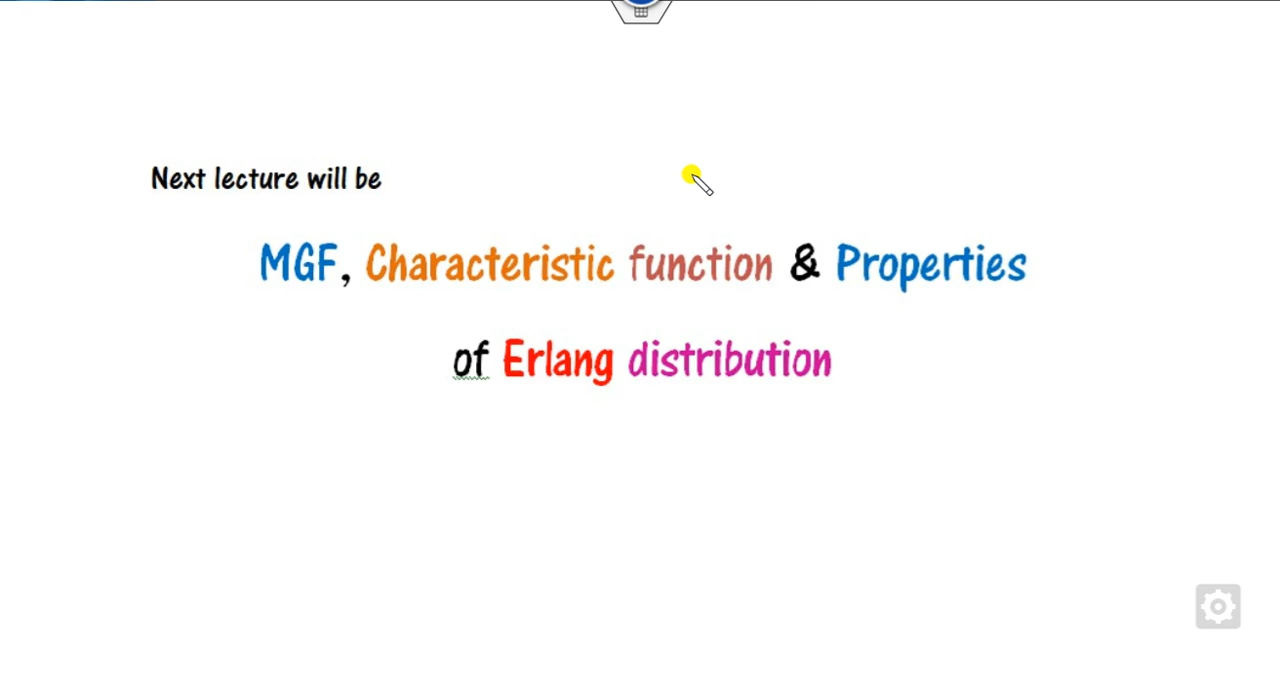 Next lecture will be
MGF, Characteristic function & Properties
of Erlang distribution